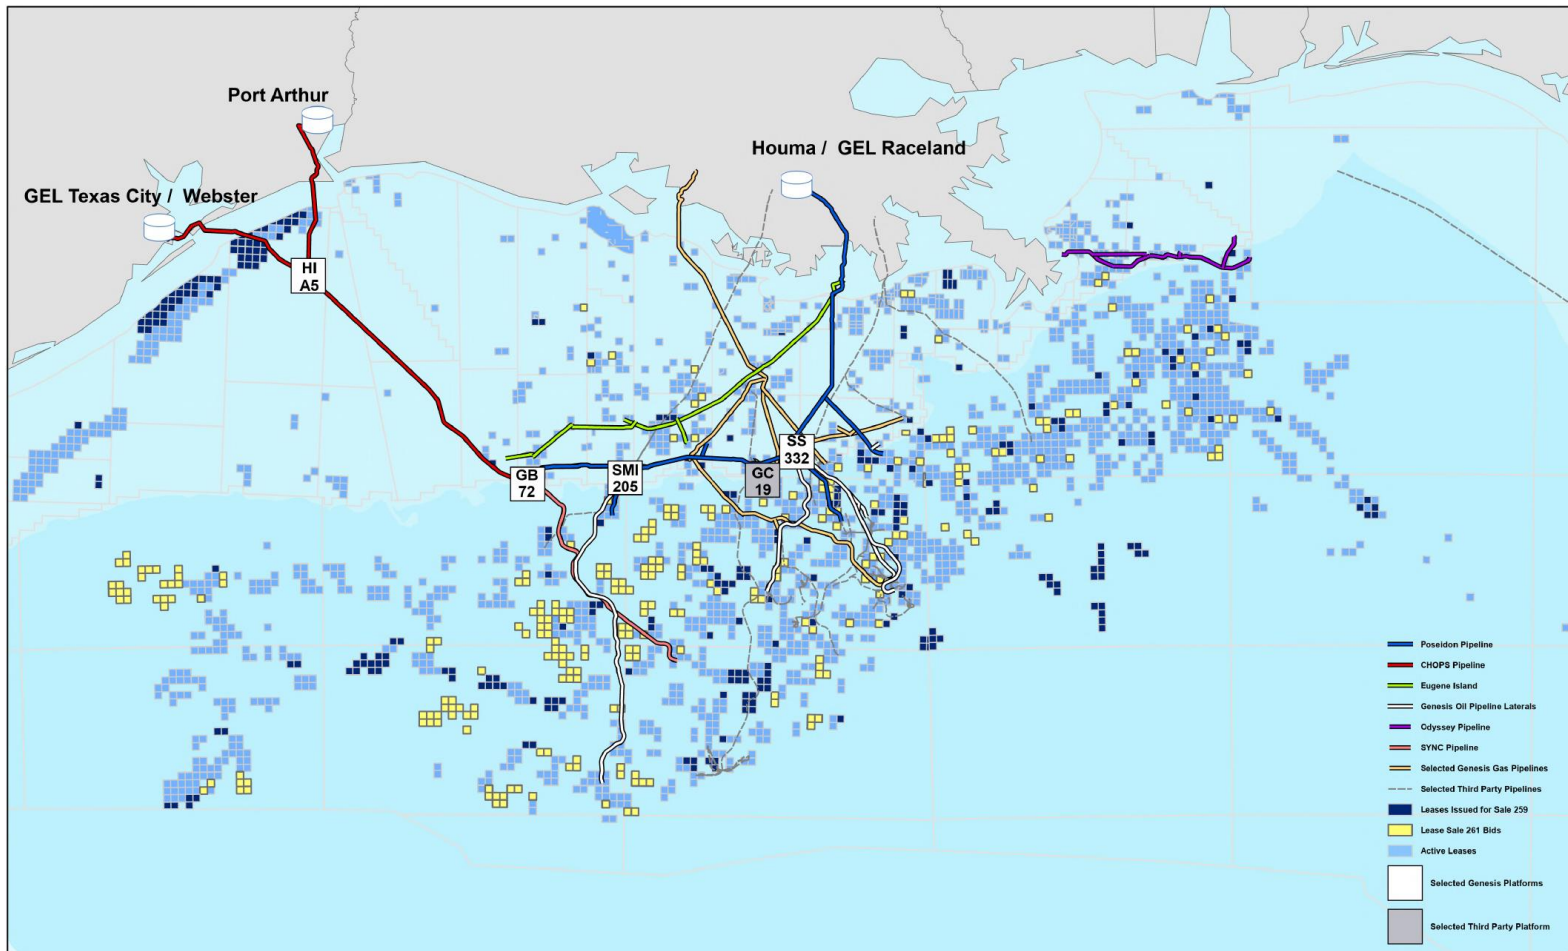 Port Arthur
Houma / GEL Raceland
GEL Texas City / Webster
HI
A5
SS
332
GB
72
SMI
205
GC
19
Poseidon Pipeline
CHOPS Pipeline
Eugene Island
Genesis Oil Pipeline Laterals
Odyssey Pipeline
SYNC Pipeline
Selected Genesis Gas Pipelines
Selected Third Party Pipelines
Leases Issued for Sale 259
Lease Sale 261 Bids
Active Leases
Selected Genesis Platforms
Selected Third Party Platform